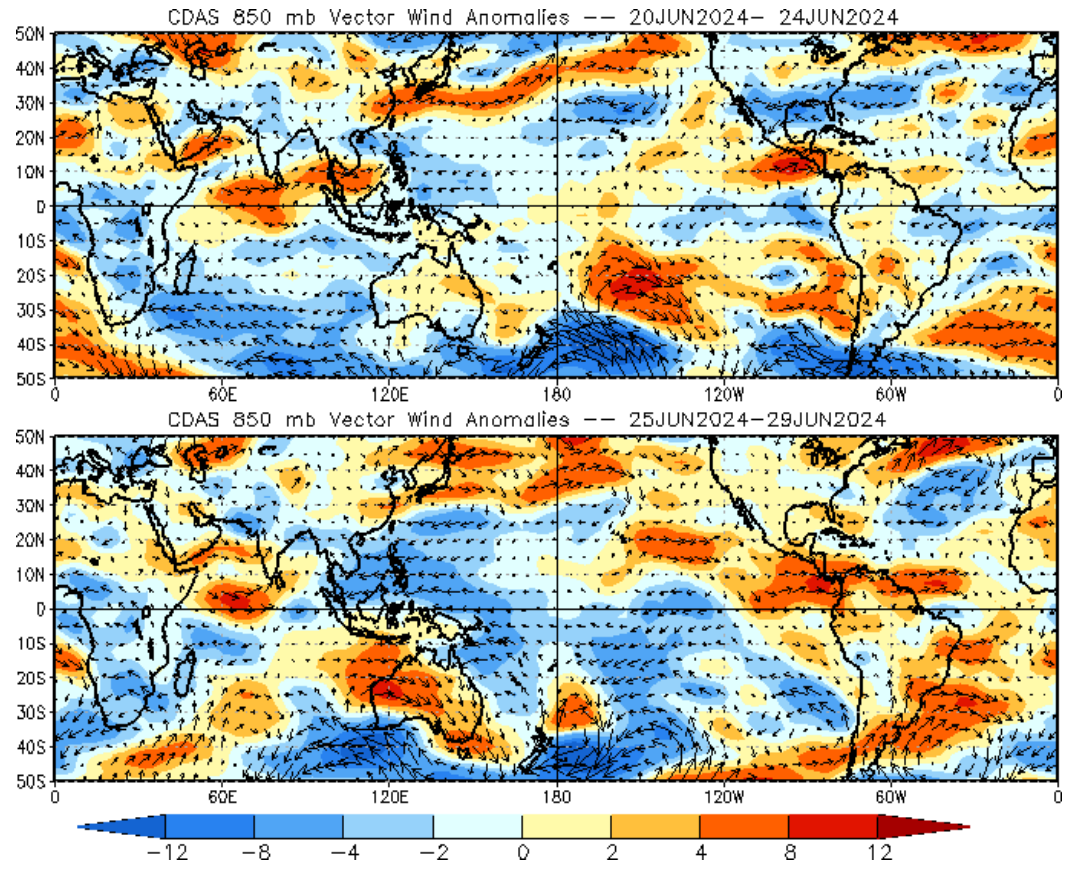 CDAS 850 mb Vector Wind Anomalies -- 20JUN2024- 24JUN2024
50N
40N
30N
20N
10N
0
10S
20S
30S
40S
50S
0 60E 120E 180 120W 60W 0
CDAS 850 mb Vector Wind Anomalies -- 25JUN2024-29JUN2024
50N
40N
30N
20N
10N
0
10S
20S
30S
40S
50S
0 60E 120E 180 120W 60W 0
-12 -8 -4 -2 0 2 4 8 12